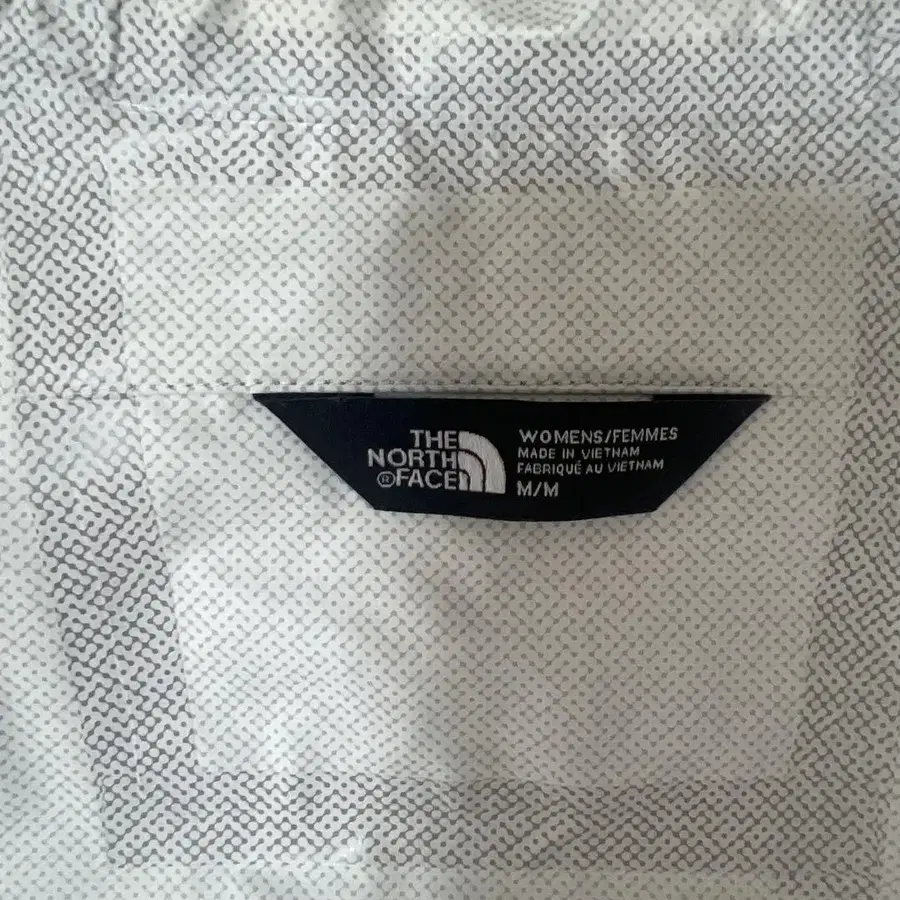 THE
NORTH
®FACE
WOMENS/FEMMES
MADE IN VIETNAM
FABRIQUÉ AU VIETNAM
M/M